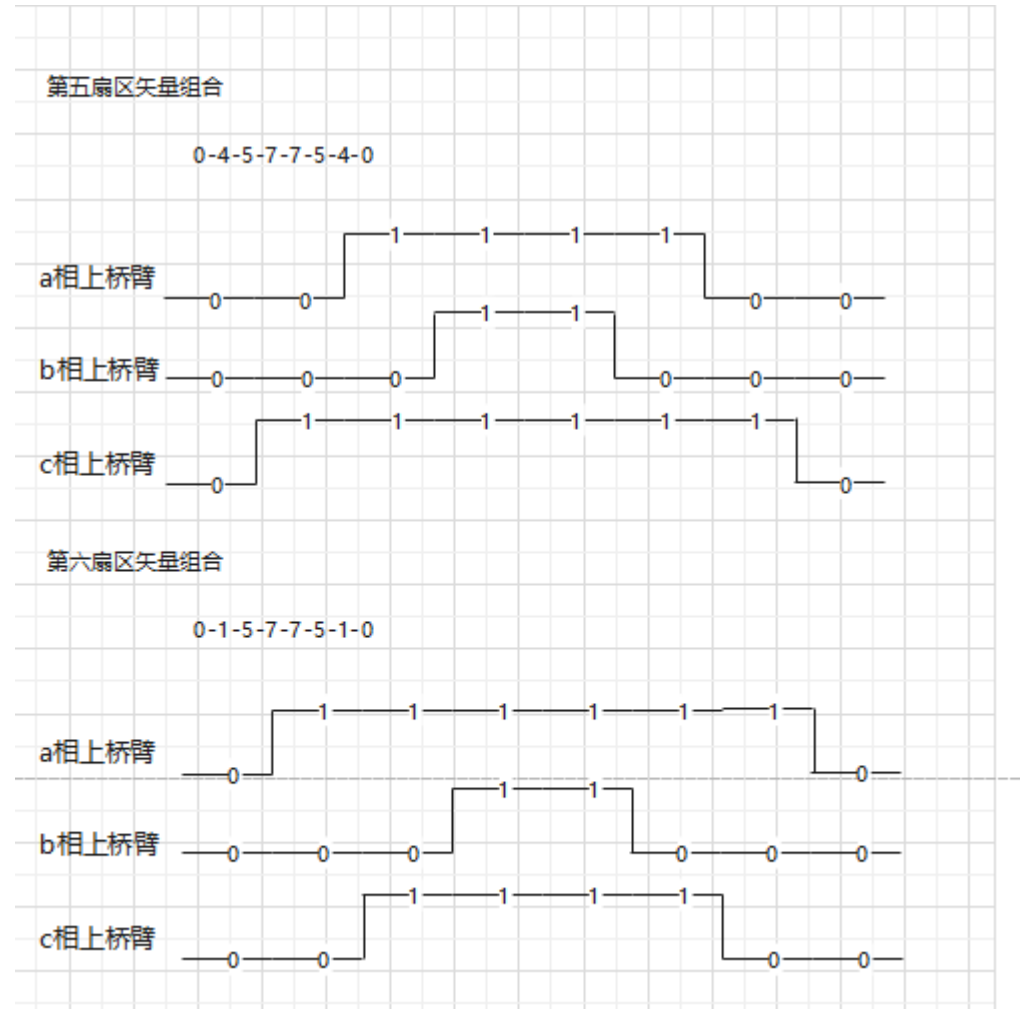 第五扇区矢量组合
0-4-5-7-7-5-4-0
a相上桥臂 0 0 1 1 1 1 0 0
b相上桥臂 0 0 0 1 1 0 0 0
c相上桥臂 0 1 1 1 1 1 1 0
第六扇区矢量组合
0-1-5-7-7-5-1-0
a相上桥臂 0 1 1 1 1 1 1 0
b相上桥臂 0 0 0 1 1 0 0 0
c相上桥臂 0 0 1 1 1 1 0 0